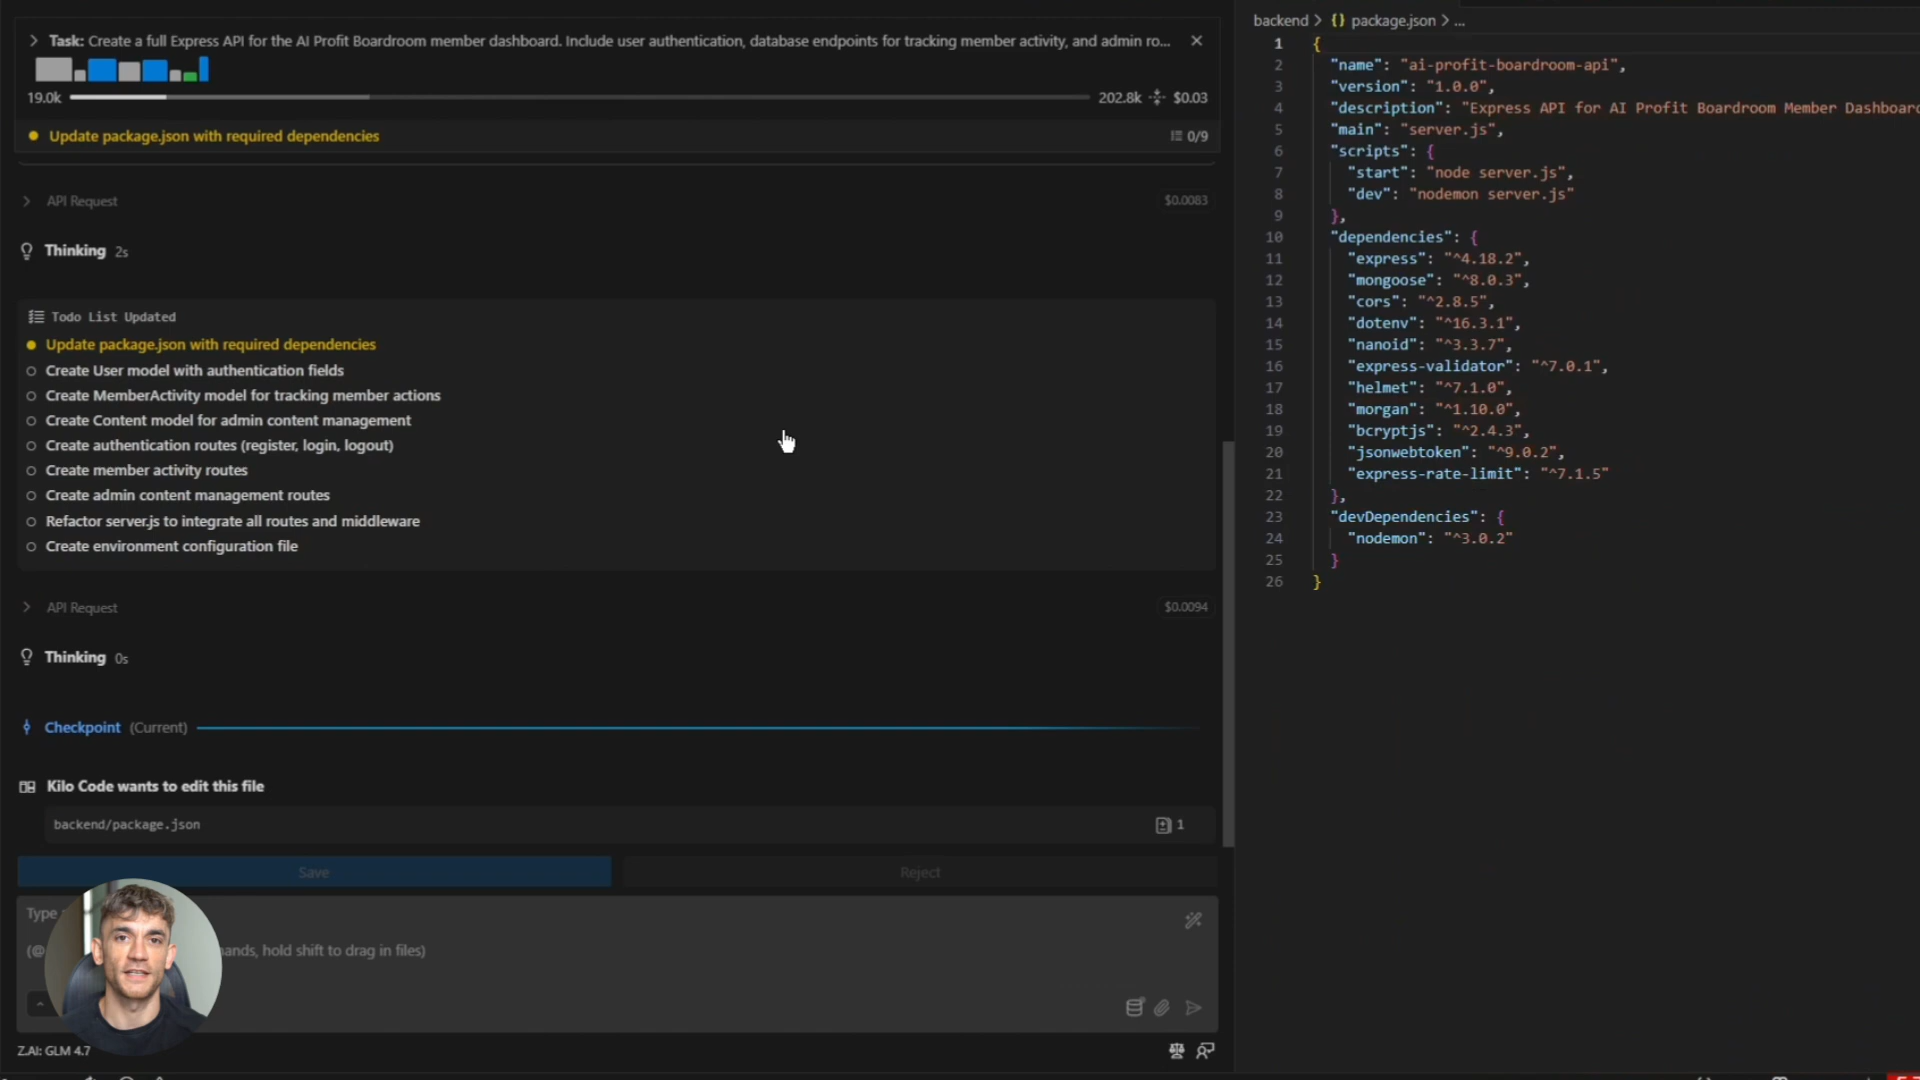 Task: Create a full Express API for the AI Profit Boardroom member dashboard. Include user authentication, database endpoints for tracking member activity, and admin ro...
19.0k 202.8k $0.03
Update package.json with required dependencies 0/9
API Request $0.0083
Thinking 2s
Todo List Updated
Update package.json with required dependencies
Create User model with authentication fields
Create MemberActivity model for tracking member actions
Create Content model for admin content management
Create authentication routes (register, login, logout)
Create member activity routes
Create admin content management routes
Refactor server.js to integrate all routes and middleware
Create environment configuration file
API Request $0.0094
Thinking 0s
Checkpoint (Current)
Kilo Code wants to edit this file
backend/package.json 1
Save Reject
Type
(@ hold shift to drag in files)
Z.AI: GLM 4.7
backend > {} package.json > ...
1 {
2 "name": "ai-profit-boardroom-api",
3 "version": "1.0.0",
4 "description": "Express API for AI Profit Boardroom Member Dashboard
5 "main": "server.js",
6 "scripts": {
7 "start": "node server.js",
8 "dev": "nodemon server.js"
9 },
10 "dependencies": {
11 "express": "^4.18.2",
12 "mongoose": "^8.0.3",
13 "cors": "^2.8.5",
14 "dotenv": "^16.3.1",
15 "nanoid": "^3.3.7",
16 "express-validator": "^7.0.1",
17 "helmet": "^7.1.0",
18 "morgan": "^1.10.0",
19 "bcryptjs": "^2.4.3",
20 "jsonwebtoken": "^9.0.2",
21 "express-rate-limit": "^7.1.5"
22 },
23 "devDependencies": {
24 "nodemon": "^3.0.2"
25 }
26 }